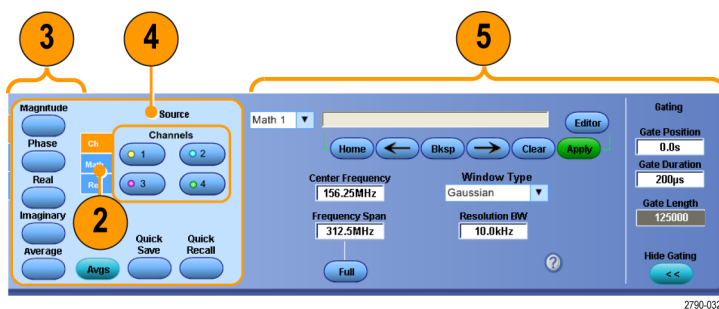 3
4
5
Magnitude
Phase
Real
Imaginary
Average
Source
Ch
Math
Re
2
Channels
1
2
3
4
Avgs
Quick Save
Quick Recall
Math 1
Editor
Home
Bksp
Clear
Apply
Center Frequency
156.25MHz
Frequency Span
312.5MHz
Full
Window Type
Gaussian
Resolution BW
10.0kHz
?
Gating
Gate Position
0.0s
Gate Duration
200µs
Gate Length
125000
Hide Gating
<<
2790-032